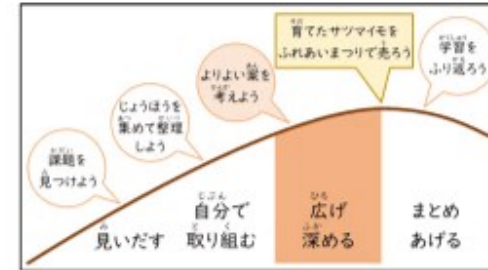 課題を
見つけよう
じょうほうを
集めて整理
しよう
よりよい案を
考えよう
育てたサツマイモを
ふれあいまつりで売ろう
学習を
ふり返ろう
見いだす
自分で
取り組む
広げ
深める
まとめ
あげる